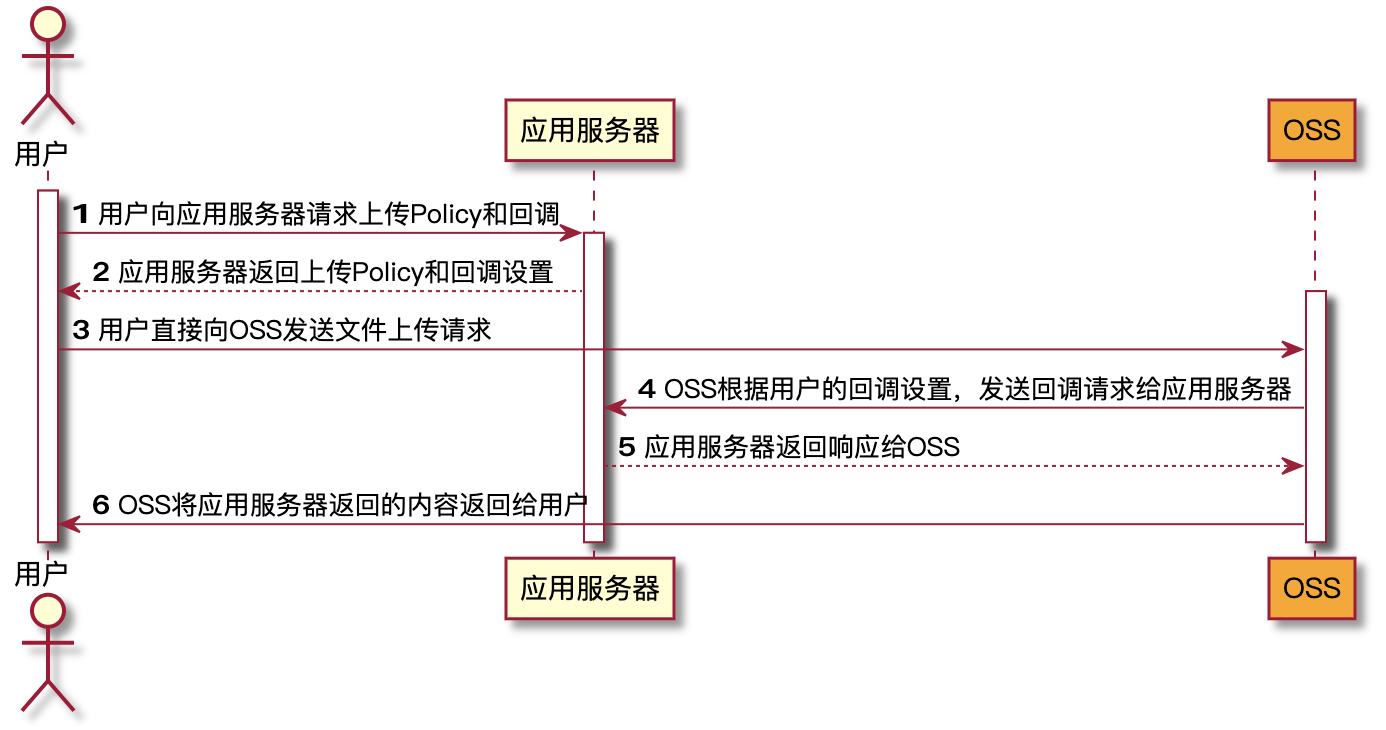 用户
应用服务器
OSS
1 用户向应用服务器请求上传Policy和回调
2 应用服务器返回上传Policy和回调设置
3 用户直接向OSS发送文件上传请求
4 OSS根据用户的回调设置，发送回调请求给应用服务器
5 应用服务器返回响应给OSS
6 OSS将应用服务器返回的内容返回给用户
用户
应用服务器
OSS